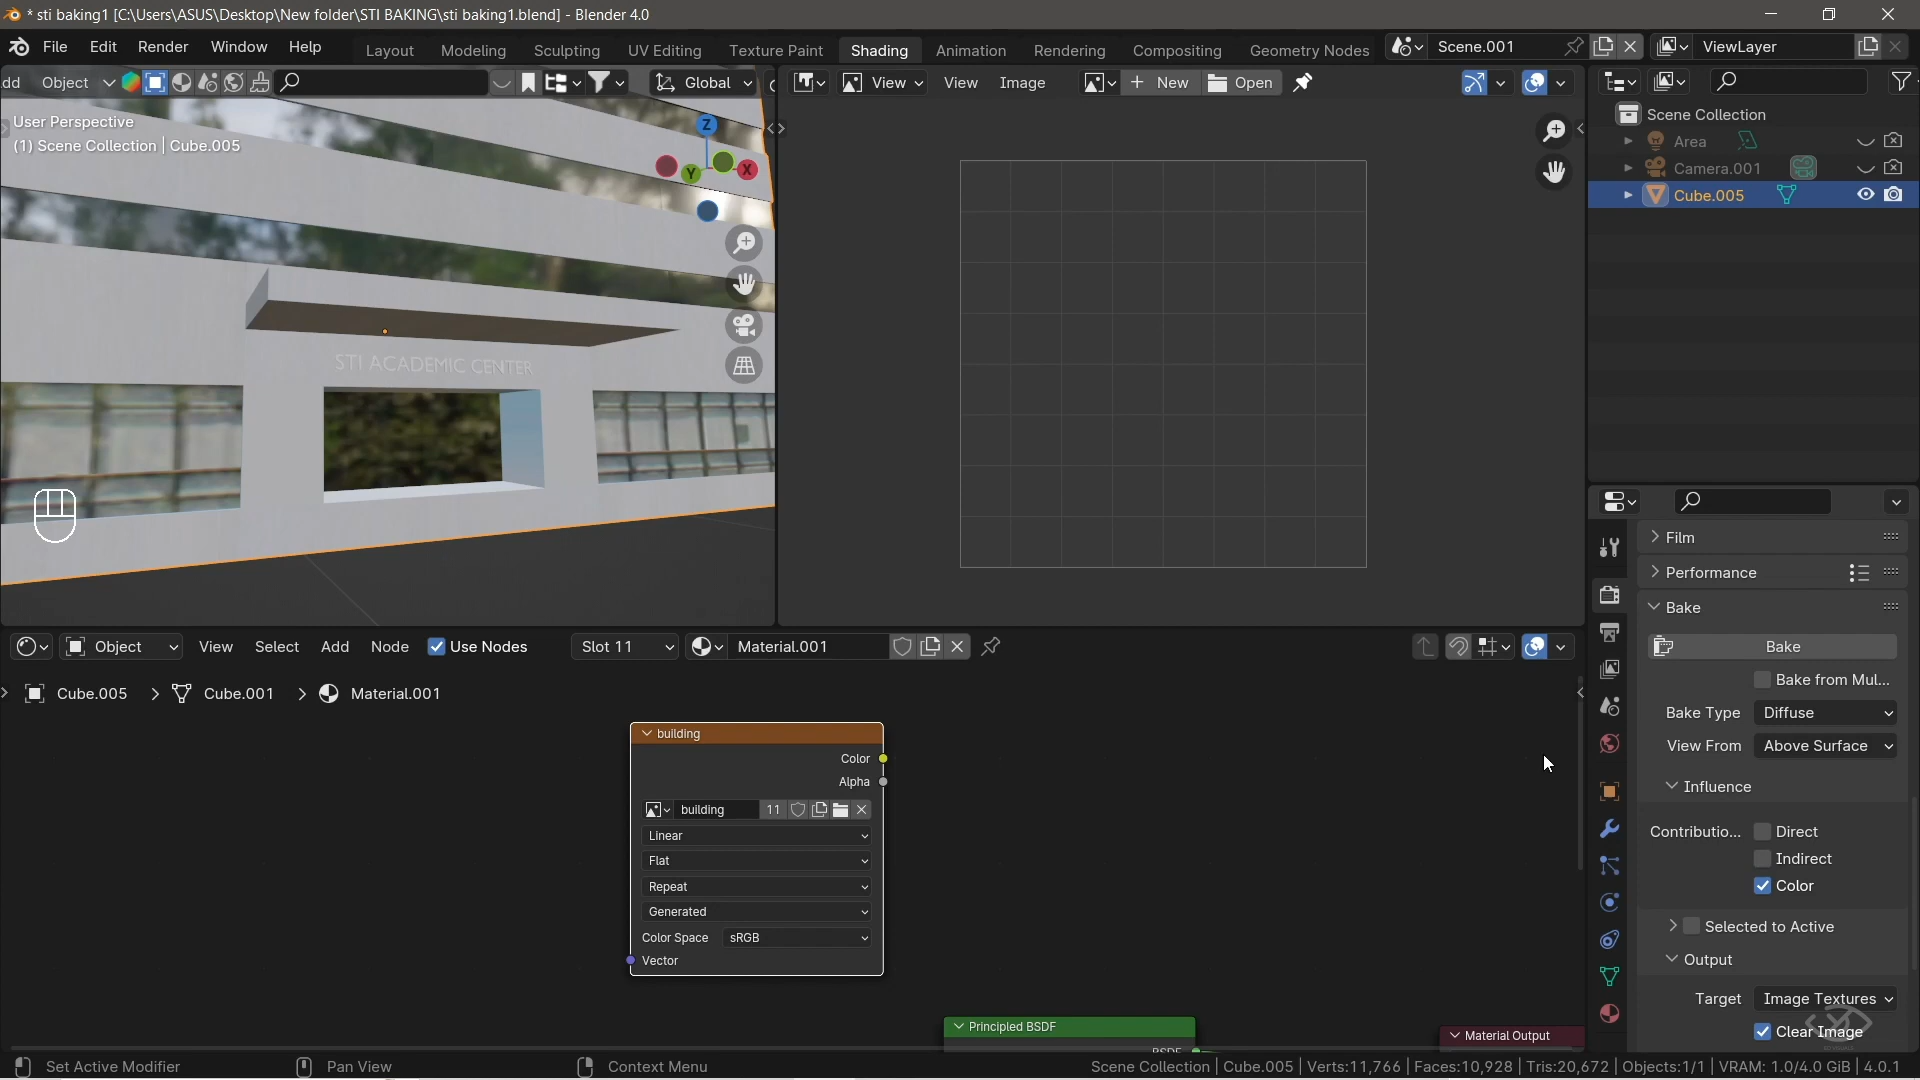 * sti baking1 [C:\Users\ASUS\Desktop\New folder\STI BAKING\sti baking1.blend] - Blender 4.0
File Edit Render Window Help Layout Modeling Sculpting UV Editing Texture Paint Shading Animation Rendering Compositing Geometry Nodes Scene.001 ViewLayer
dd Object Global View View Image New Open
User Perspective
(1) Scene Collection | Cube.005
Z
X
Y
STI ACADEMIC CENTER
Scene Collection
Area
Camera.001
Cube.005
Film
Performance
Bake
Bake
Bake from Mul...
Bake Type Diffuse
View From Above Surface
Influence
Contributio... Direct
Indirect
Color
Selected to Active
Output
Target Image Textures
Clear Image
Object View Select Add Node Use Nodes Slot 11 Material.001
Cube.005 > Cube.001 > Material.001
building
Color
Alpha
building 11
Linear
Flat
Repeat
Generated
Color Space sRGB
Vector
Principled BSDF
BSDF
Material Output
Set Active Modifier Pan View Context Menu Scene Collection | Cube.005 | Verts:11,766 | Faces:10,928 | Tris:20,672 | Objects:1/1 | VRAM: 1.0/4.0 GiB | 4.0.1